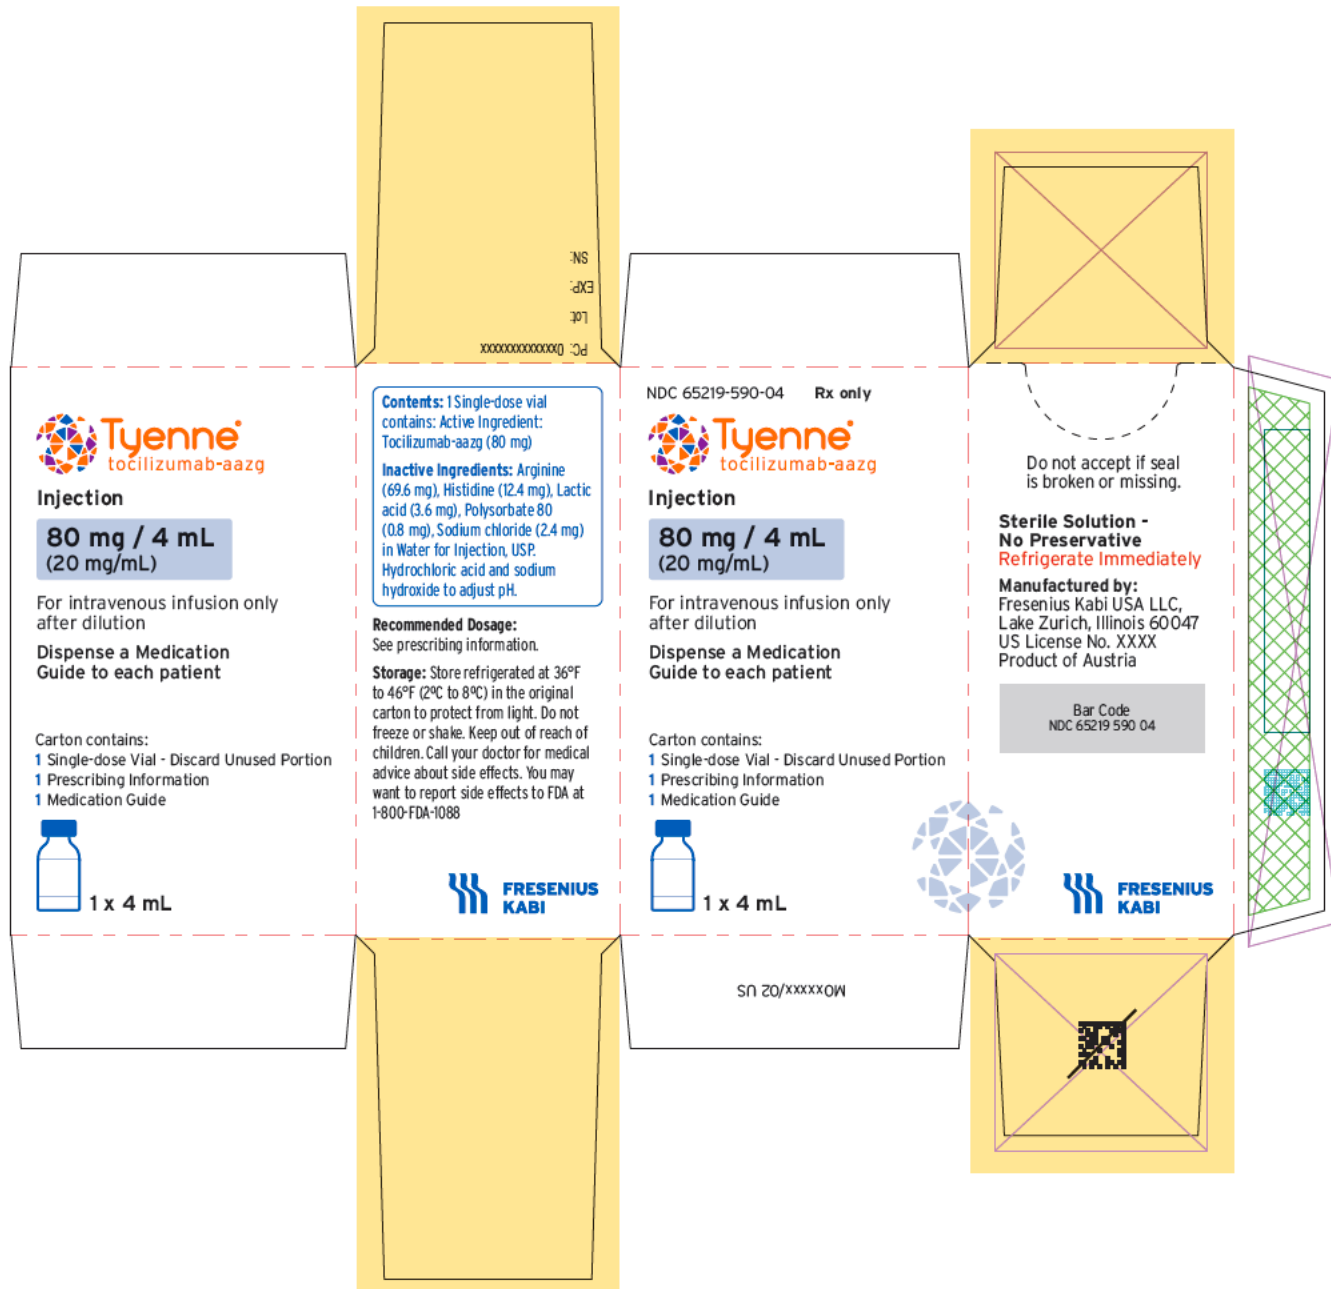 Tyenne®
tocilizumab-aazg
Injection
80 mg / 4 mL
(20 mg/mL)
For intravenous infusion only
after dilution
Dispense a Medication
Guide to each patient
Carton contains:
1 Single-dose Vial - Discard Unused Portion
1 Prescribing Information
1 Medication Guide
1 x 4 mL
SN:
EXP:
Lot:
PC: 0xxxxxxxxxxxxx
Contents: 1 Single-dose vial
contains: Active Ingredient:
Tocilizumab-aazg (80 mg)
Inactive Ingredients: Arginine
(69.6 mg), Histidine (12.4 mg), Lactic
acid (3.6 mg), Polysorbate 80
(0.8 mg), Sodium chloride (2.4 mg)
in Water for Injection, USP.
Hydrochloric acid and sodium
hydroxide to adjust pH.
Recommended Dosage:
See prescribing information.
Storage: Store refrigerated at 36°F
to 46°F (2ºC to 8ºC) in the original
carton to protect from light. Do not
freeze or shake. Keep out of reach of
children. Call your doctor for medical
advice about side effects. You may
want to report side effects to FDA at
1-800-FDA-1088
FRESENIUS
KABI
NDC 65219-590-04 Rx only
Tyenne®
tocilizumab-aazg
Injection
80 mg / 4 mL
(20 mg/mL)
For intravenous infusion only
after dilution
Dispense a Medication
Guide to each patient
Carton contains:
1 Single-dose Vial - Discard Unused Portion
1 Prescribing Information
1 Medication Guide
1 x 4 mL
M0xxxxx/02 US
Do not accept if seal
is broken or missing.
Sterile Solution -
No Preservative
Refrigerate Immediately
Manufactured by:
Fresenius Kabi USA LLC,
Lake Zurich, Illinois 60047
US License No. XXXX
Product of Austria
Bar Code
NDC 65219 590 04
FRESENIUS
KABI